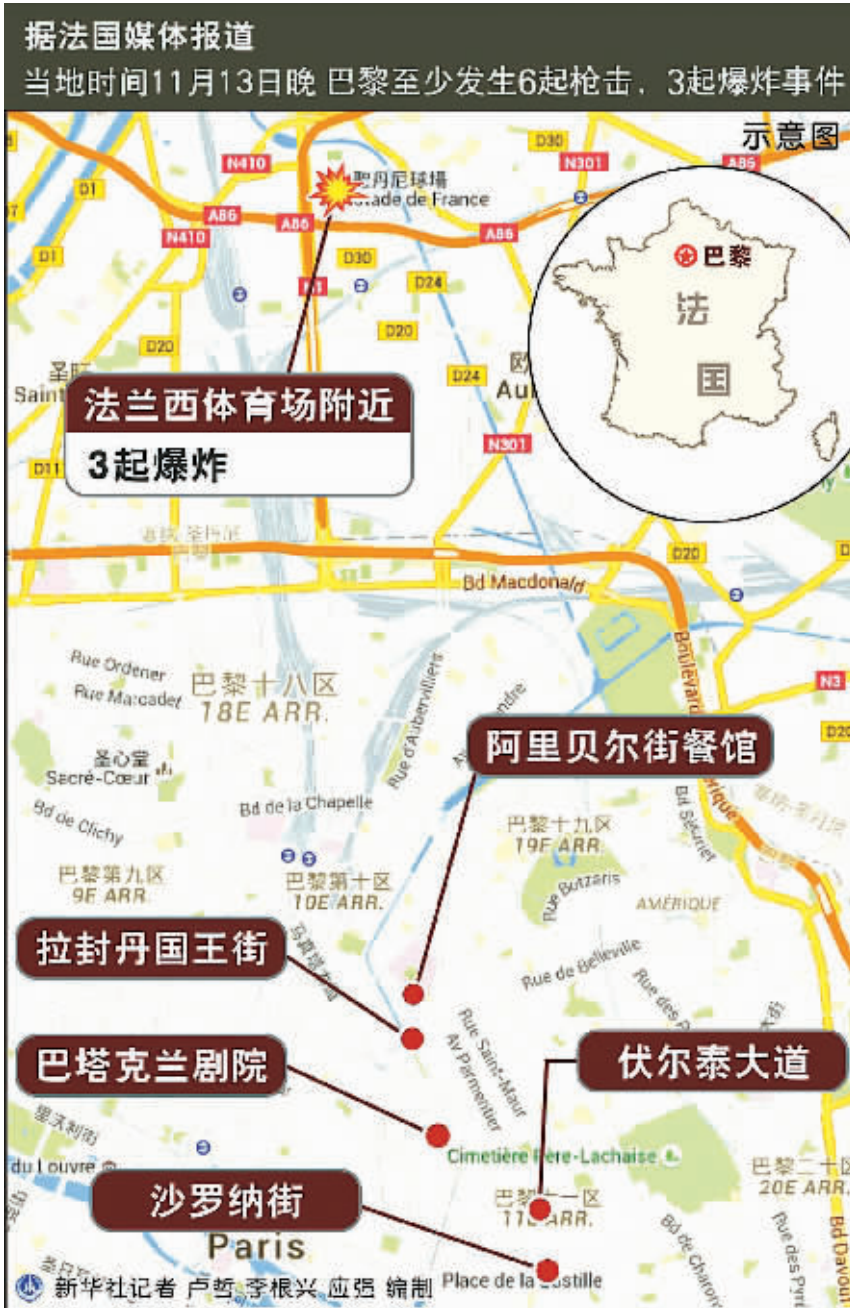 据法国媒体报道
当地时间11月13日晚 巴黎至少发生6起枪击，3起爆炸事件
示意图
D30
N410
N301
A86
D1
圣丹尼球场
Stade de France
A86
A86
N410
A86
D1
D30
N1
D24
D20
D20
D24
巴黎
法
国
法兰西体育场附近
3起爆炸
N301
D11
D20
Bd Macdonald
Rue Ordener
Rue Marcadet
巴黎十八区
18E ARR.
Rue d'Aubervilliers
N3
D20
阿里贝尔街餐馆
圣心堂
Sacré-Cœur
Bd de la Chapelle
Bd de Clichy
巴黎十九区
19E ARR.
巴黎第九区
9E ARR.
巴黎第十区
10E ARR.
Rue Botzaris
AMÉRIQUE
拉封丹国王街
Rue de Belleville
Rue Saint-Maur
Av Parmentier
巴塔克兰剧院
伏尔泰大道
里沃利街
du Louvre
Cimetière Père-Lachaise
巴黎二十区
20E ARR.
沙罗纳街
巴黎十一区
11E ARR.
Paris
Place de la Bastille
新华社记者 卢哲 李根兴 应强 编制